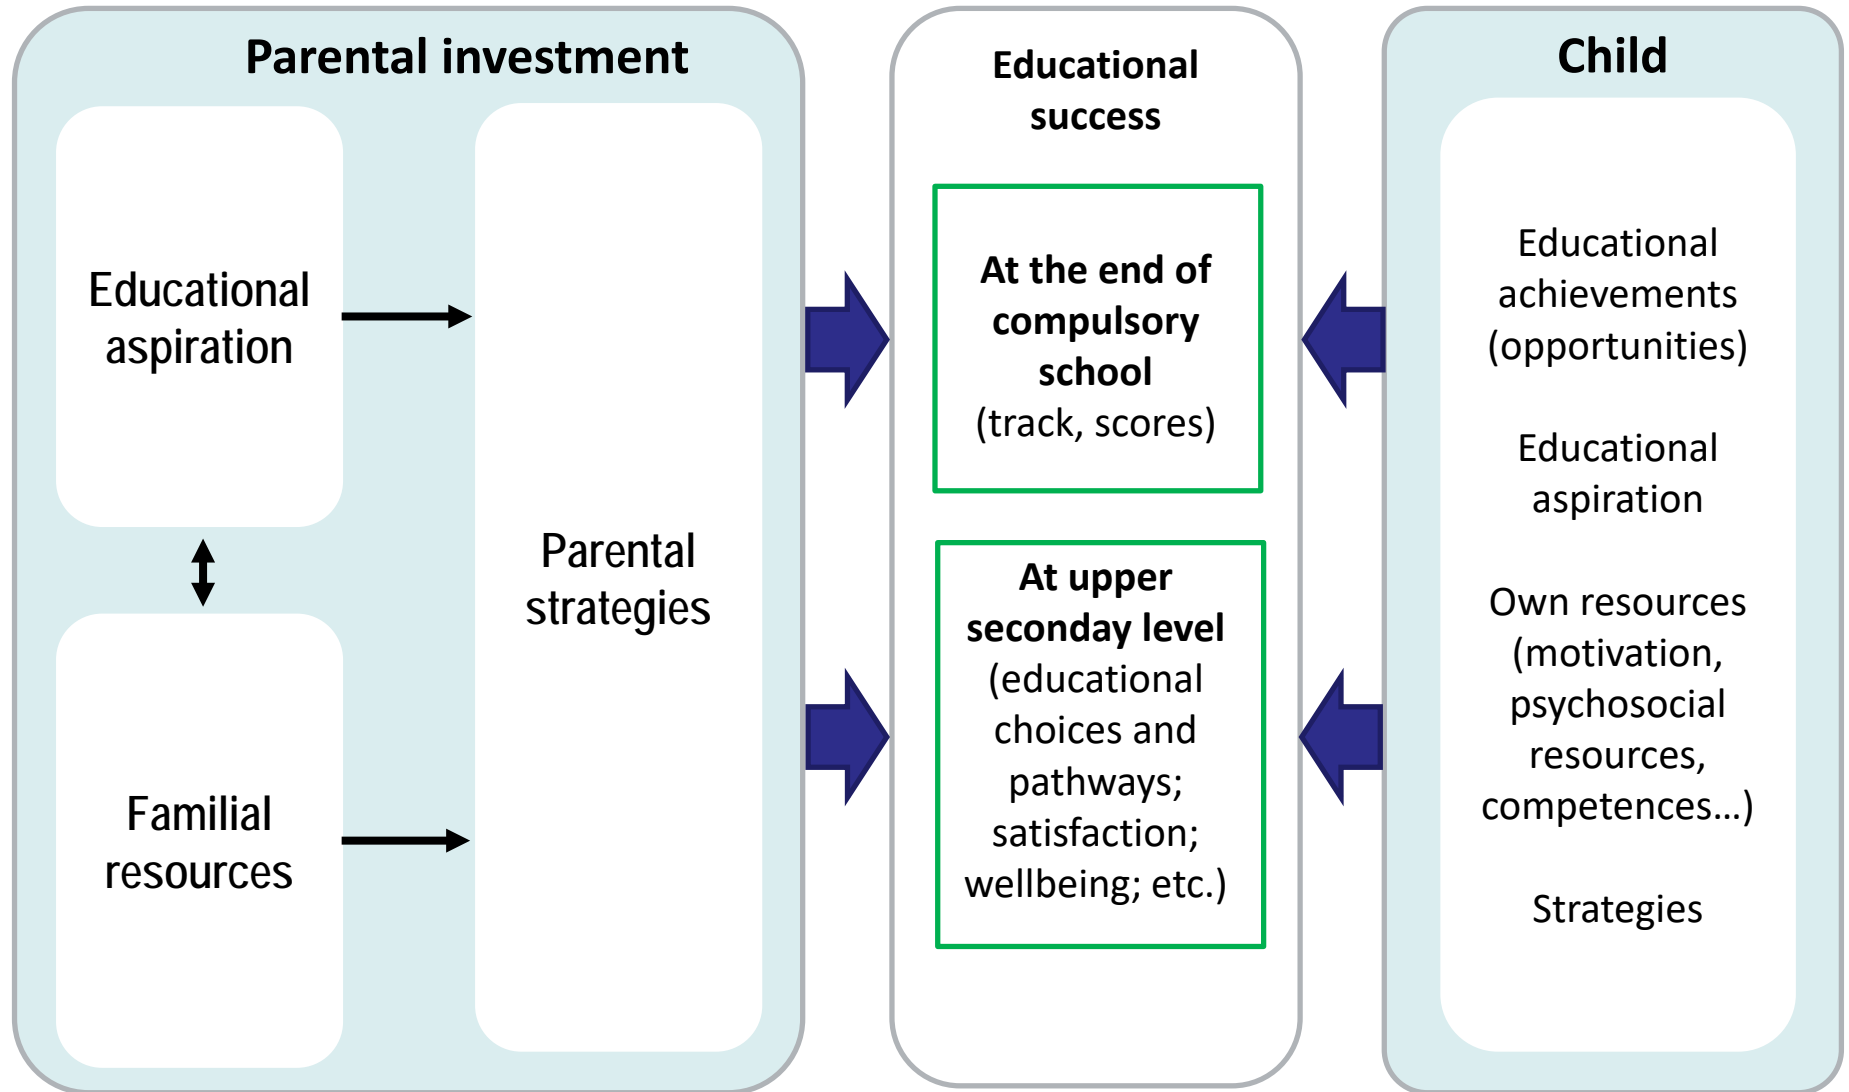 Parental investment
Educational
aspiration
Familial
resources
Parental
strategies
Educational
success
At the end of
compulsory
school
(track, scores)
At upper
seconday level
(educational
choices and
pathways;
satisfaction;
wellbeing; etc.)
Child
Educational
achievements
(opportunities)
Educational
aspiration
Own resources
(motivation,
psychosocial
resources,
competences…)
Strategies